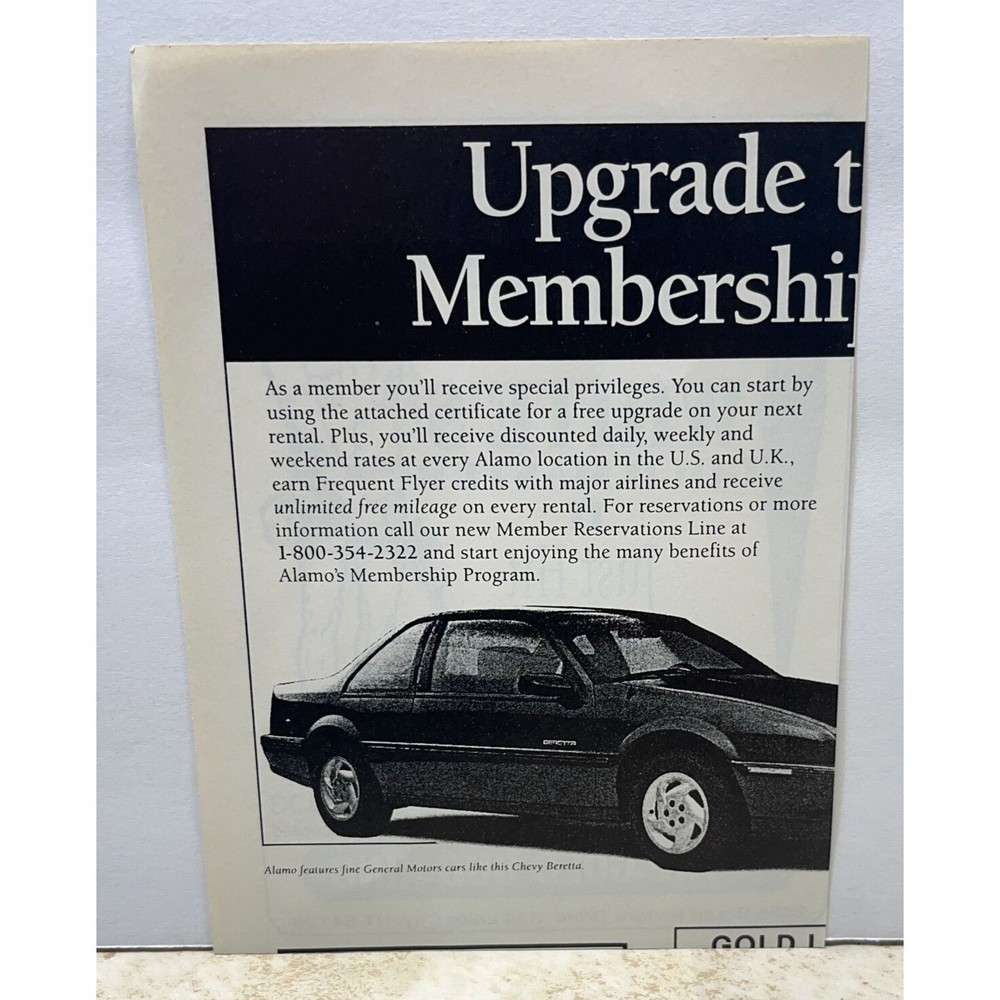 Upgrade t
Membership
As a member you'll receive special privileges. You can start by
using the attached certificate for a free upgrade on your next
rental. Plus, you'll receive discounted daily, weekly and
weekend rates at every Alamo location in the U.S. and U.K.,
earn Frequent Flyer credits with major airlines and receive
unlimited free mileage on every rental. For reservations or more
information call our new Member Reservations Line at
1-800-354-2322 and start enjoying the many benefits of
Alamo's Membership Program.
BERETTA
Alamo features fine General Motors cars like this Chevy Beretta.
GOLD